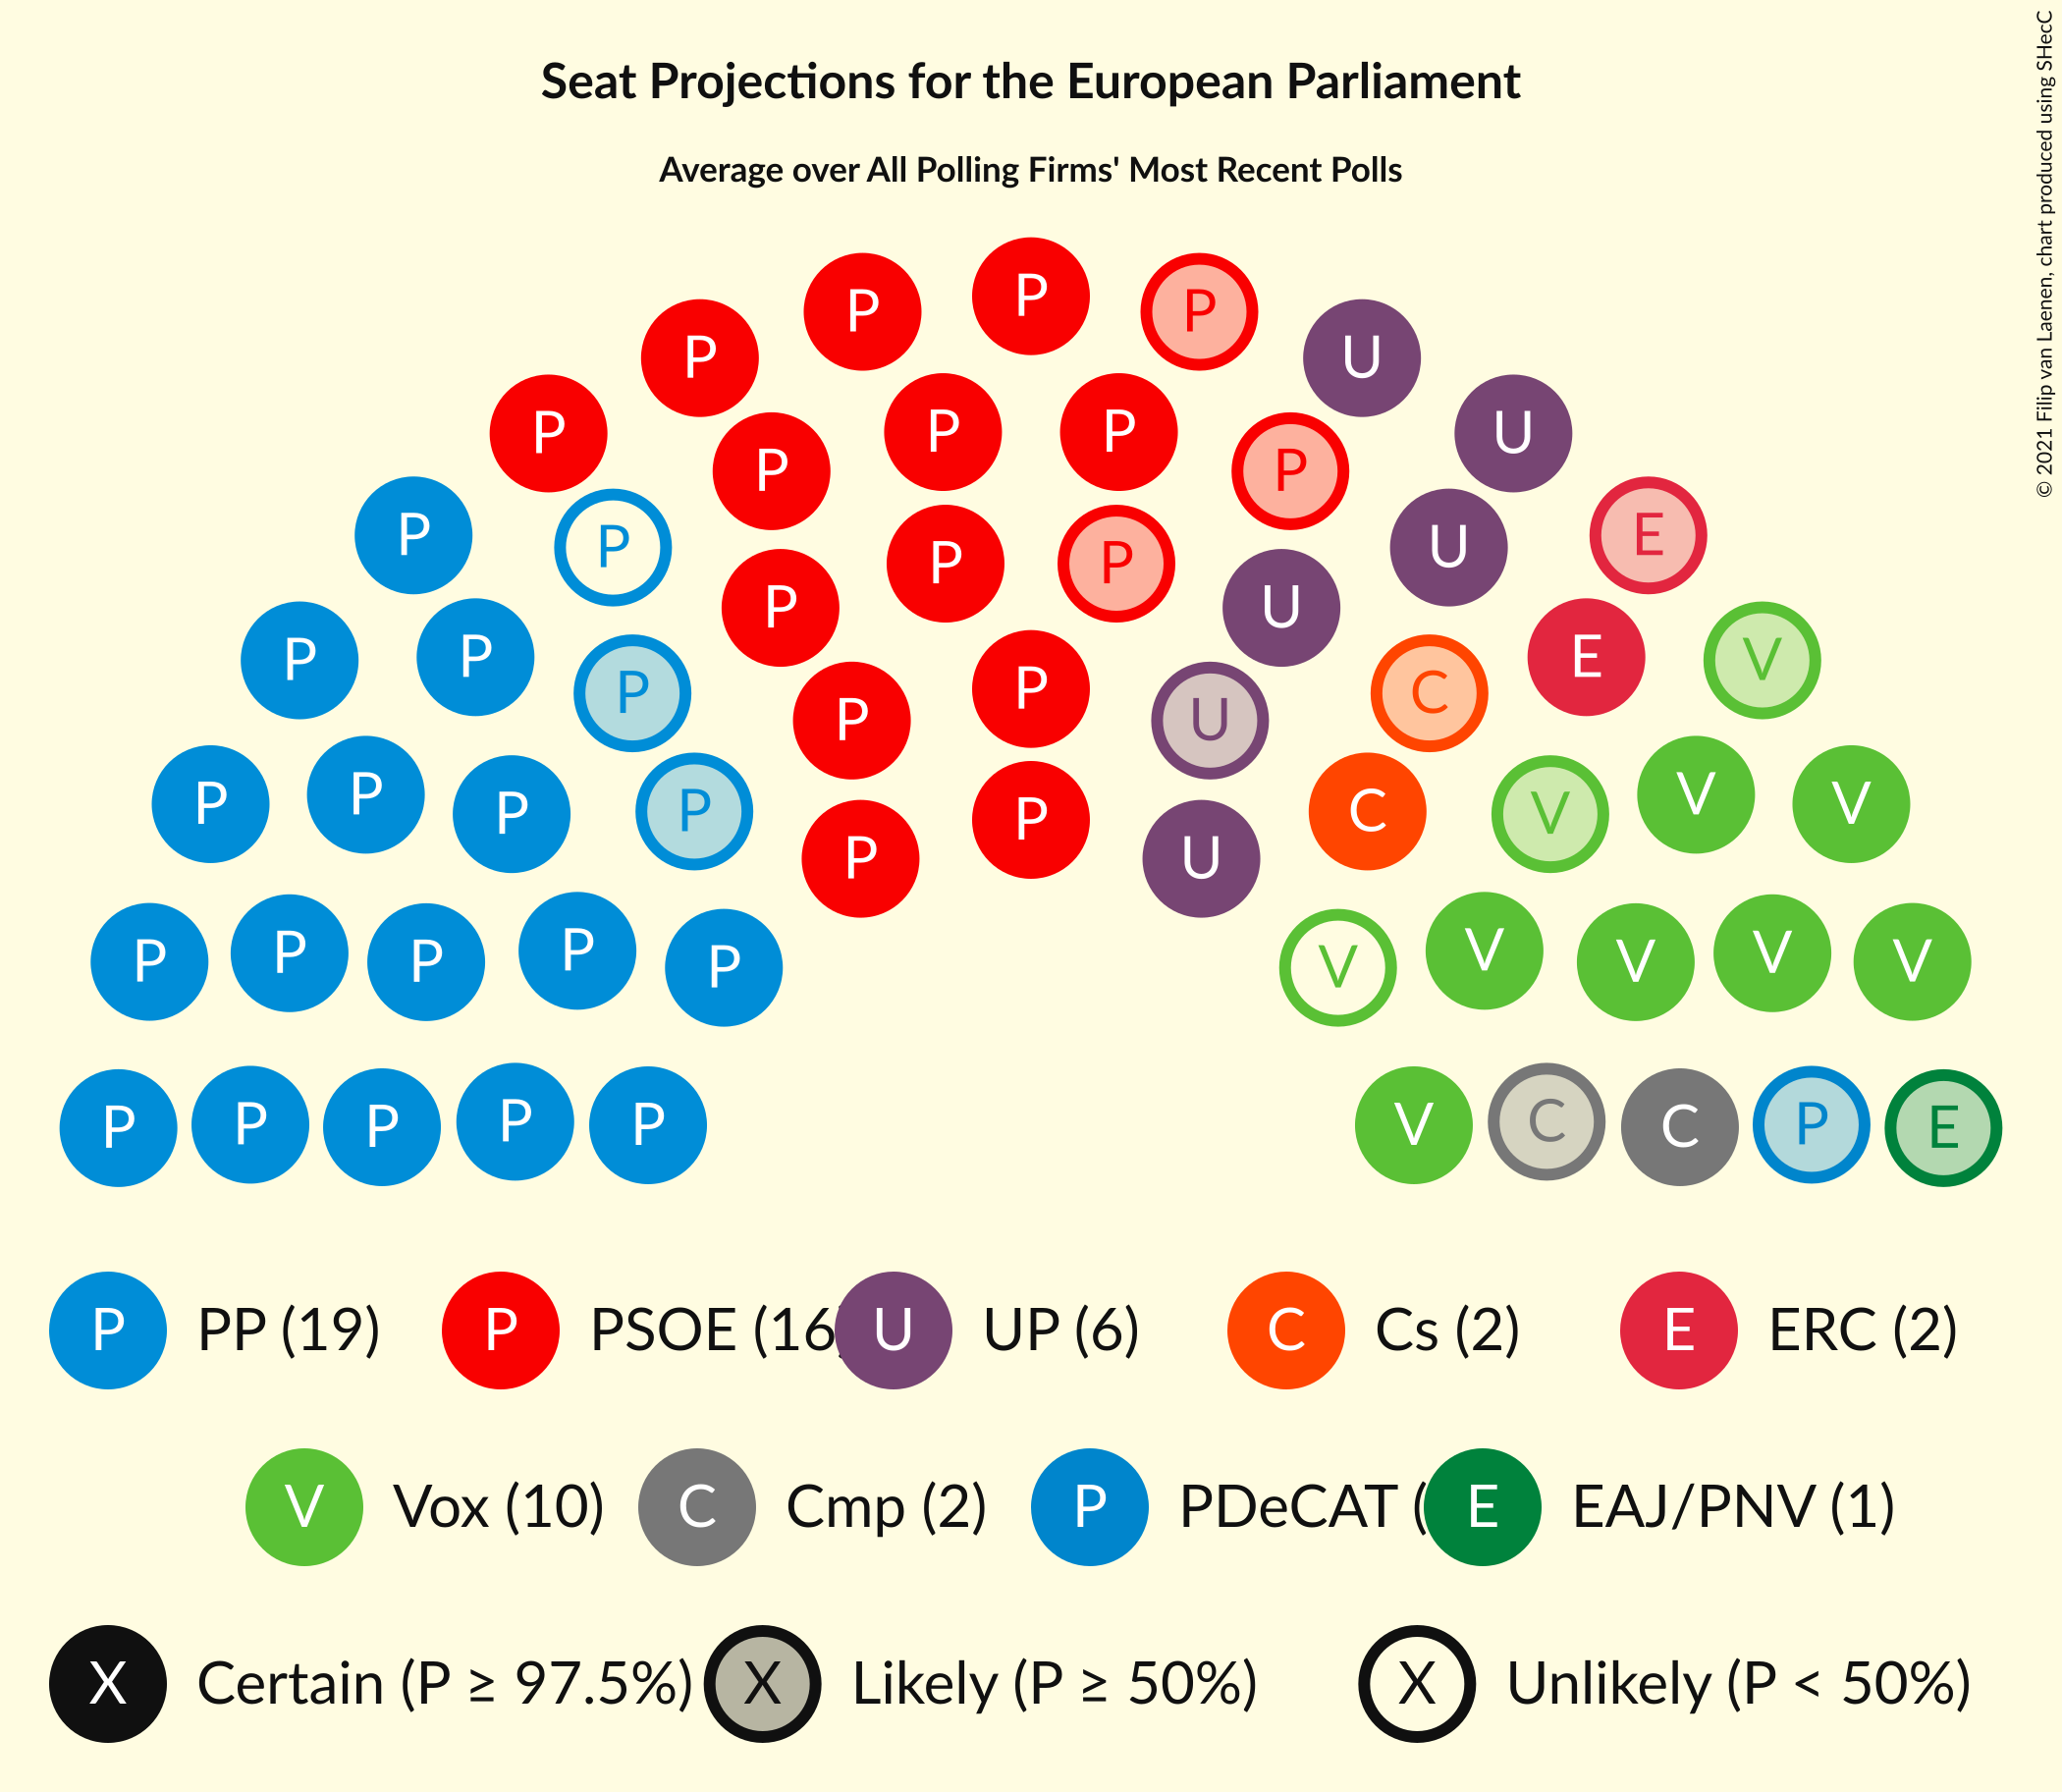 Seat Projections for the European Parliament
Average over All Polling Firms' Most Recent Polls
© 2021 Filip van Laenen, chart produced using SHecC
P
P P
P U
P P P U
P P
P E
P U
P P
P U
P P E V
P P C
P U
P V
P P P P C V V
P U
P P P P P V V V V V
P P P P P V C C P E
P PP (19) P PSOE (16 U UP (6) C Cs (2) E ERC (2)
V Vox (10) C Cmp (2) P PDeCAT ( E EAJ/PNV (1)
X Certain (P ≥ 97.5%) X Likely (P ≥ 50%) X Unlikely (P < 50%)